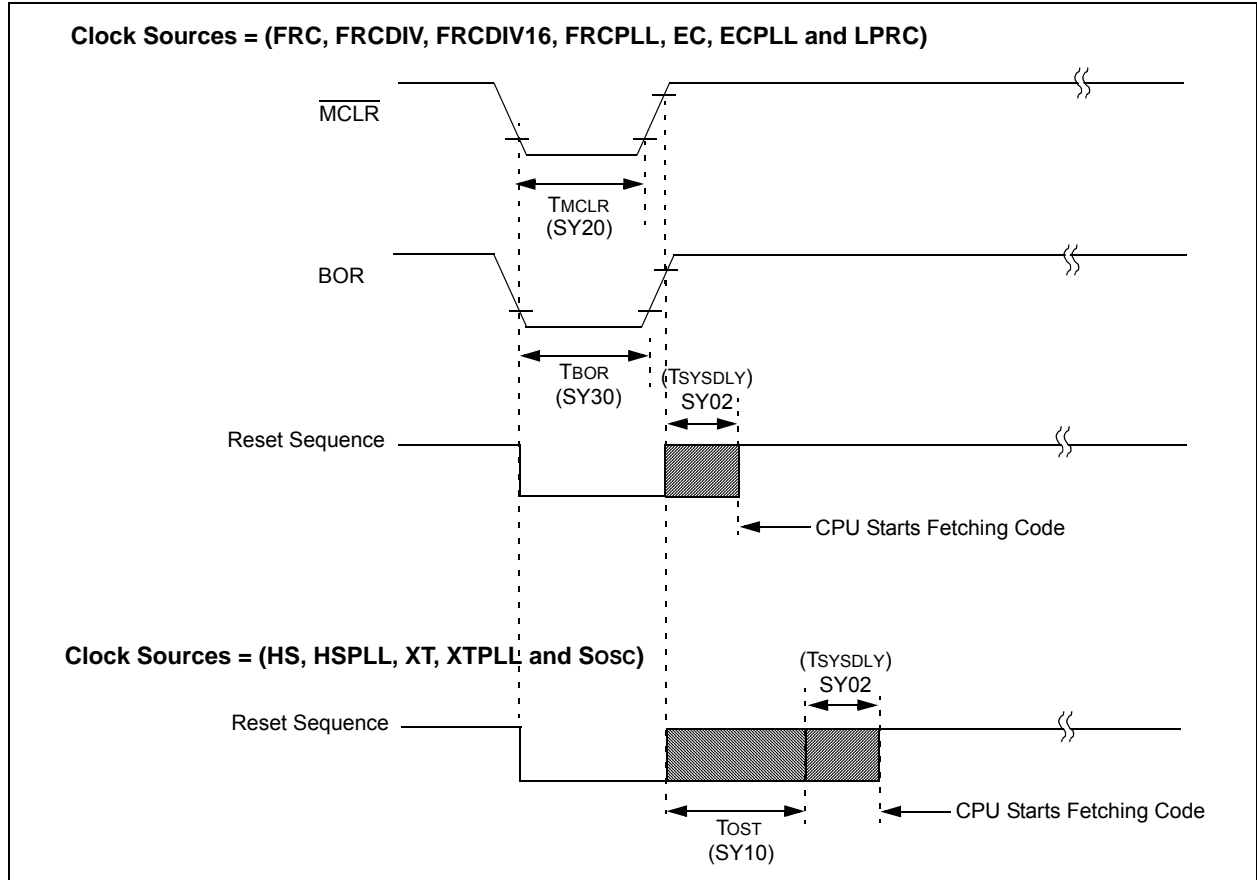 Clock Sources = (FRC, FRCDIV, FRCDIV16, FRCPLL, EC, ECPLL and LPRC)
MCLR
TMCLR
(SY20)
BOR
TBOR
(SY30)
(TSYSDLY)
SY02
Reset Sequence
CPU Starts Fetching Code
Clock Sources = (HS, HSPLL, XT, XTPLL and SOSC)
(TSYSDLY)
SY02
Reset Sequence
CPU Starts Fetching Code
TOST
(SY10)